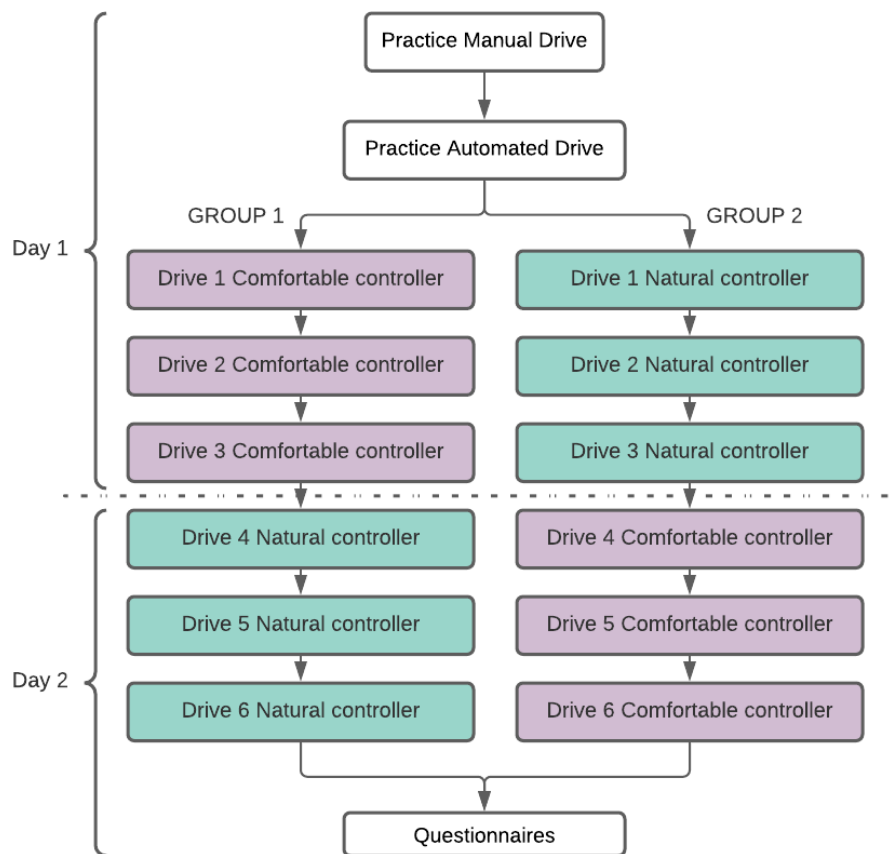 Practice Manual Drive
Practice Automated Drive
GROUP 1
GROUP 2
Day 1
Drive 1 Comfortable controller
Drive 1 Natural controller
Drive 2 Comfortable controller
Drive 2 Natural controller
Drive 3 Comfortable controller
Drive 3 Natural controller
Drive 4 Natural controller
Drive 4 Comfortable controller
Drive 5 Natural controller
Drive 5 Comfortable controller
Day 2
Drive 6 Natural controller
Drive 6 Comfortable controller
Questionnaires